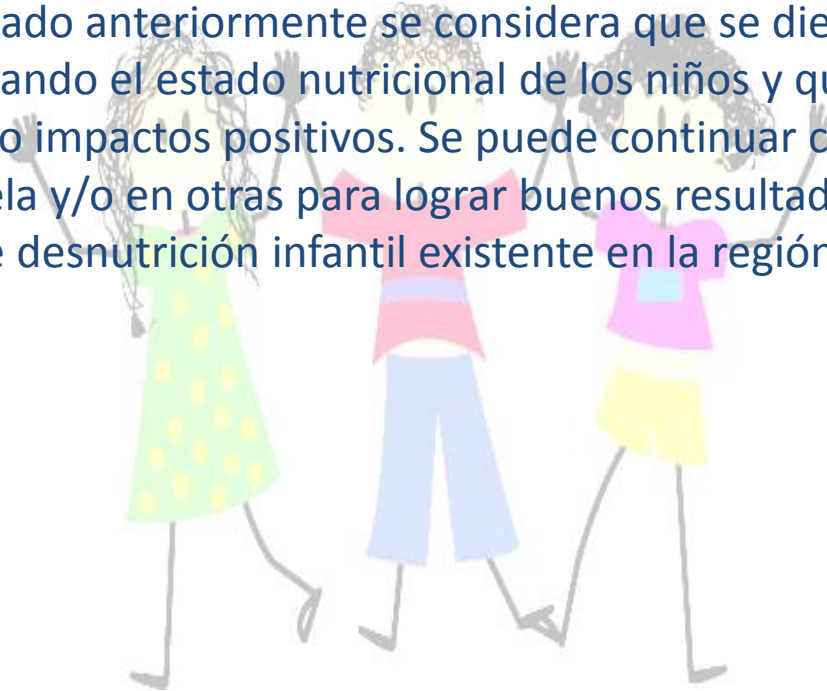 ado anteriormente se considera que se die
ando el estado nutricional de los niños y qu
o impactos positivos. Se puede continuar c
ela y/o en otras para lograr buenos resultad
e desnutrición infantil existente en la región